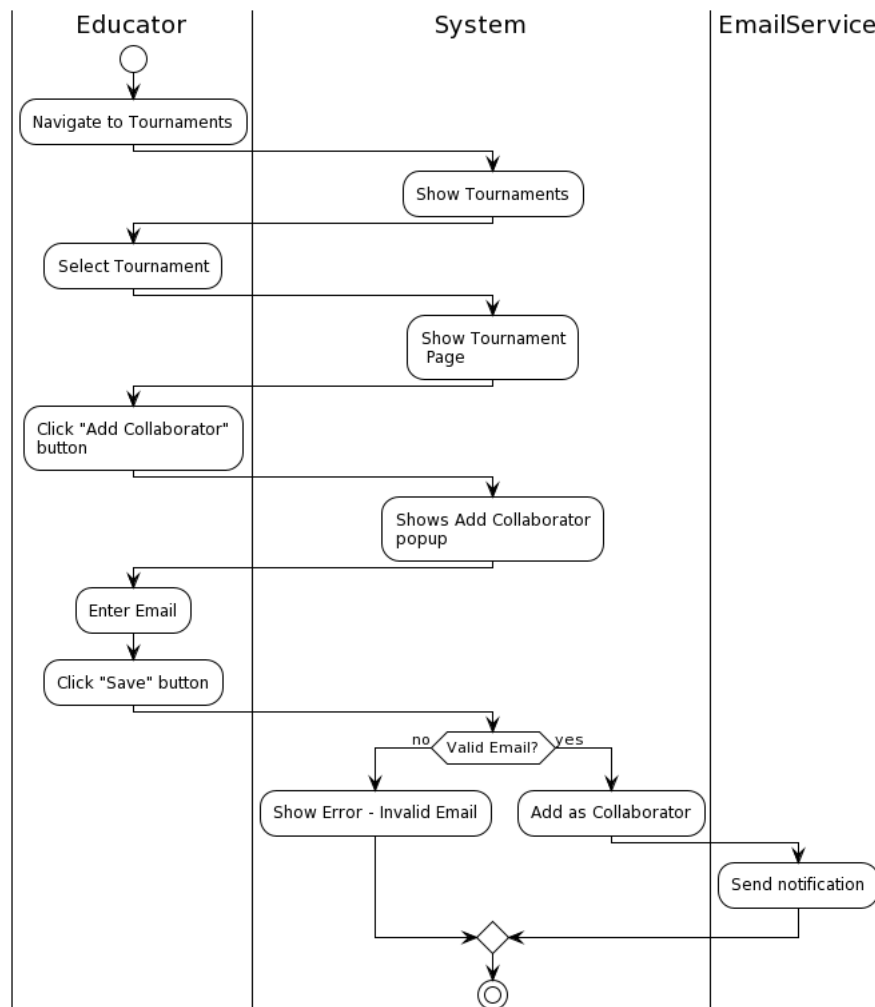 Educator
System
EmailService
Navigate to Tournaments
Show Tournaments
Select Tournament
Show Tournament
Page
Click "Add Collaborator"
button
Shows Add Collaborator
popup
Enter Email
Click "Save" button
no
Valid Email?
yes
Show Error - Invalid Email
Add as Collaborator
Send notification